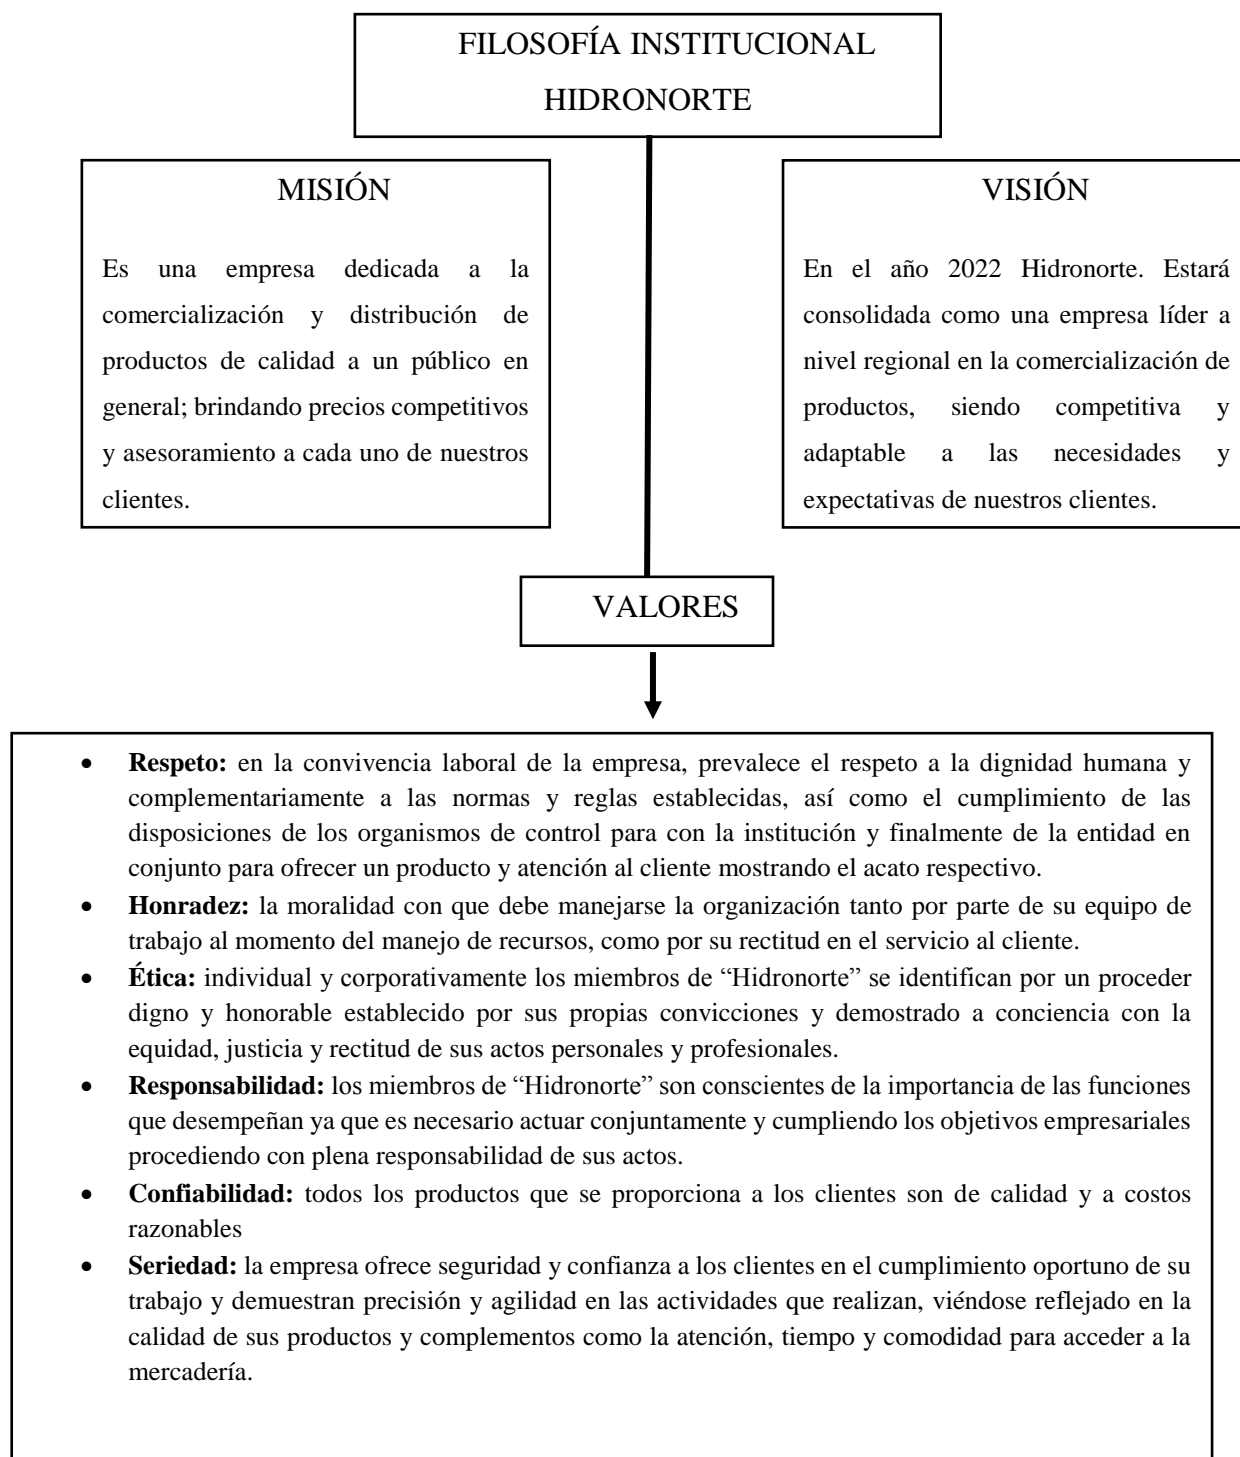 FILOSOFÍA INSTITUCIONAL
HIDRONORTE
MISIÓN
Es una empresa dedicada a la
comercialización y distribución de
productos de calidad a un público en
general; brindando precios competitivos
y asesoramiento a cada uno de nuestros
clientes.
VISIÓN
En el año 2022 Hidronorte. Estará
consolidada como una empresa líder a
nivel regional en la comercialización de
productos, siendo competitiva y
adaptable a las necesidades y
expectativas de nuestros clientes.
VALORES
• Respeto: en la convivencia laboral de la empresa, prevalece el respeto a la dignidad humana y
complementariamente a las normas y reglas establecidas, así como el cumplimiento de las
disposiciones de los organismos de control para con la institución y finalmente de la entidad en
conjunto para ofrecer un producto y atención al cliente mostrando el acato respectivo.
• Honradez: la moralidad con que debe manejarse la organización tanto por parte de su equipo de
trabajo al momento del manejo de recursos, como por su rectitud en el servicio al cliente.
• Ética: individual y corporativamente los miembros de “Hidronorte” se identifican por un proceder
digno y honorable establecido por sus propias convicciones y demostrado a conciencia con la
equidad, justicia y rectitud de sus actos personales y profesionales.
• Responsabilidad: los miembros de “Hidronorte” son conscientes de la importancia de las funciones
que desempeñan ya que es necesario actuar conjuntamente y cumpliendo los objetivos empresariales
procediendo con plena responsabilidad de sus actos.
• Confiabilidad: todos los productos que se proporciona a los clientes son de calidad y a costos
razonables
• Seriedad: la empresa ofrece seguridad y confianza a los clientes en el cumplimiento oportuno de su
trabajo y demuestran precisión y agilidad en las actividades que realizan, viéndose reflejado en la
calidad de sus productos y complementos como la atención, tiempo y comodidad para acceder a la
mercadería.